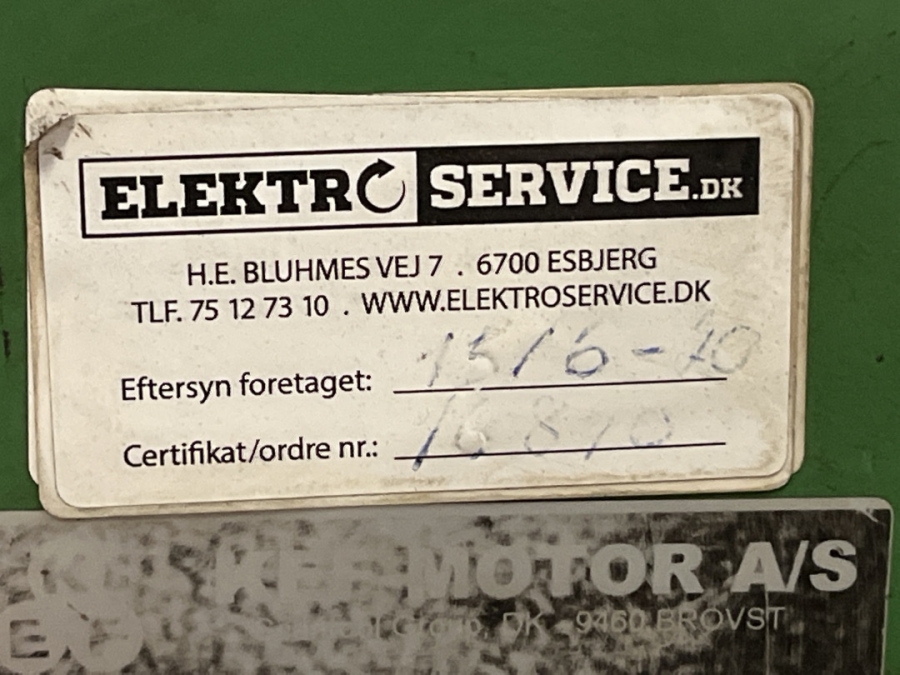 ELEKTRO SERVICE.DK
H.E. BLUHMES VEJ 7 . 6700 ESBJERG
TLF. 75 12 73 10 . WWW.ELEKTROSERVICE.DK
Eftersyn foretaget: 15/6-10
Certifikat/ordre nr.:
MOTOR A/S
DK - 9460 BROVST